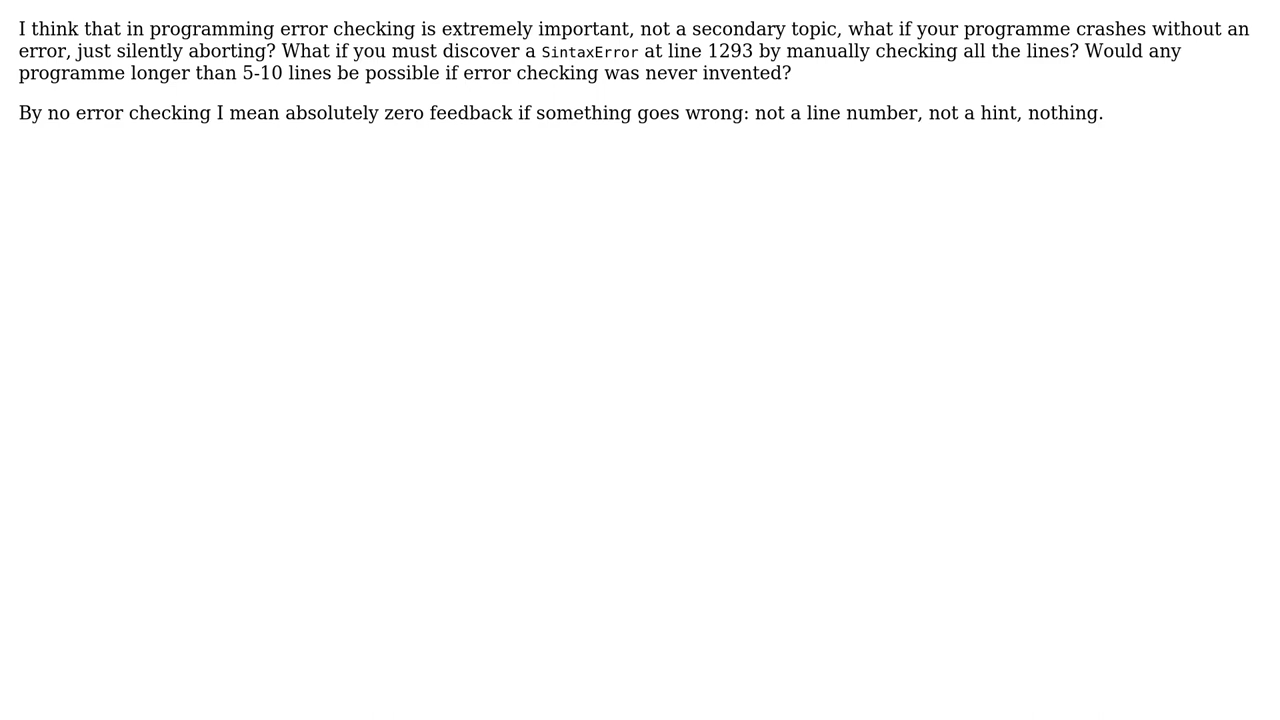 I think that in programming error checking is extremely important, not a secondary topic, what if your programme crashes without an
error, just silently aborting? What if you must discover a SintaxError at line 1293 by manually checking all the lines? Would any
programme longer than 5-10 lines be possible if error checking was never invented?
By no error checking I mean absolutely zero feedback if something goes wrong: not a line number, not a hint, nothing.